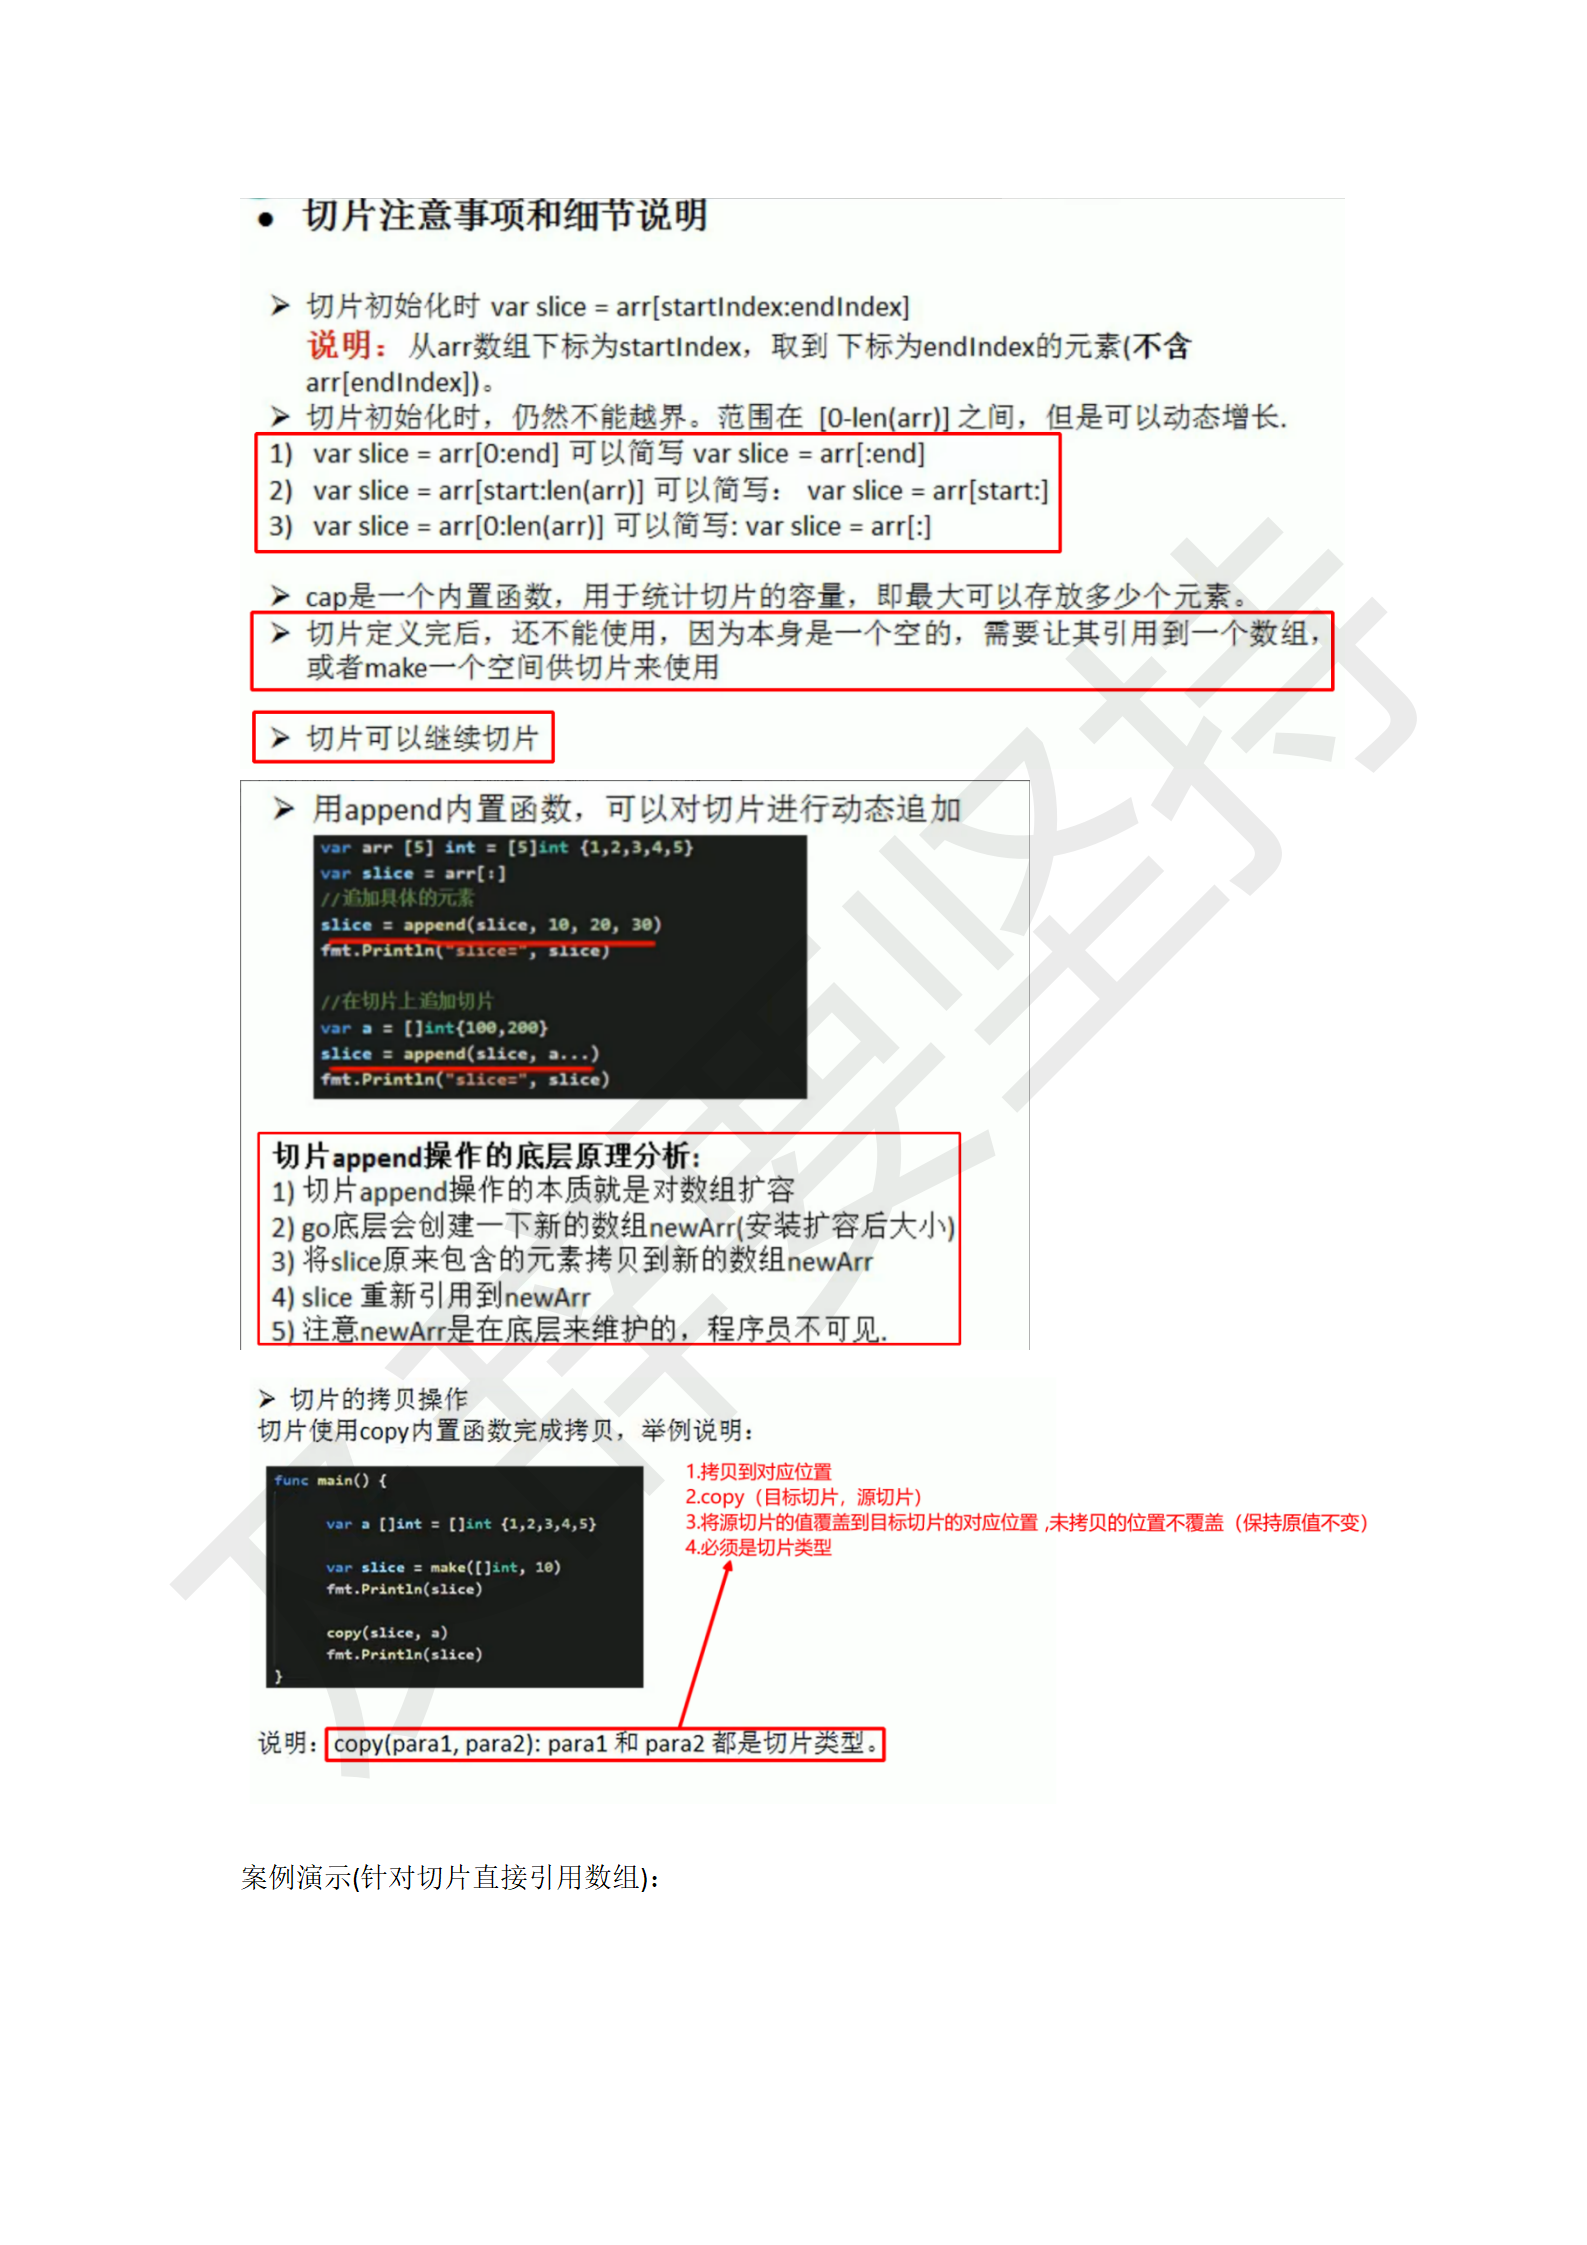 ● 切片注意事项和细节说明
➢ 切片初始化时 var slice = arr[startIndex:endIndex]
说明：从arr数组下标为startIndex，取到 下标为endIndex的元素(不含
arr[endIndex])。
➢ 切片初始化时，仍然不能越界。范围在 [0-len(arr)] 之间，但是可以动态增长.
1) var slice = arr[0:end] 可以简写 var slice = arr[:end]
2) var slice = arr[start:len(arr)] 可以简写： var slice = arr[start:]
3) var slice = arr[0:len(arr)] 可以简写: var slice = arr[:]
➢ cap是一个内置函数，用于统计切片的容量，即最大可以存放多少个元素。
➢ 切片定义完后，还不能使用，因为本身是一个空的，需要让其引用到一个数组，
或者make一个空间供切片来使用
➢ 切片可以继续切片
➢ 用append内置函数，可以对切片进行动态追加
var arr [5] int = [5]int {1,2,3,4,5}
var slice = arr[:]
//追加具体的元素
slice = append(slice, 10, 20, 30)
fmt.Println("slice=", slice)
//在切片上追加切片
var a = []int{100,200}
slice = append(slice, a...)
fmt.Println("slice=", slice)
切片append操作的底层原理分析:
1) 切片append操作的本质就是对数组扩容
2) go底层会创建一下新的数组newArr(安装扩容后大小)
3) 将slice原来包含的元素拷贝到新的数组newArr
4) slice 重新引用到newArr
5) 注意newArr是在底层来维护的，程序员不可见.
➢ 切片的拷贝操作
切片使用copy内置函数完成拷贝，举例说明：
func main() {
var a []int = []int {1,2,3,4,5}
var slice = make([]int, 10)
fmt.Println(slice)
copy(slice, a)
fmt.Println(slice)
}
1.拷贝到对应位置
2.copy（目标切片，源切片）
3.将源切片的值覆盖到目标切片的对应位置 ,未拷贝的位置不覆盖（保持原值不变）
4.必须是切片类型
说明：copy(para1, para2): para1 和 para2 都是切片类型。
案例演示(针对切片直接引用数组)：